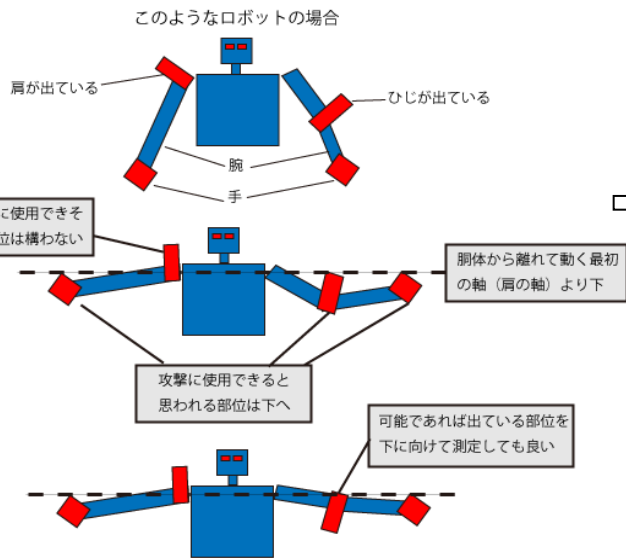 このようなロボットの場合
肩が出ている
ひじが出ている
腕
手
に使用できそ
位は構わない
胴体から離れて動く最初
の軸（肩の軸）より下
攻撃に使用できると
思われる部位は下へ
可能であれば出ている部位を
下に向けて測定しても良い